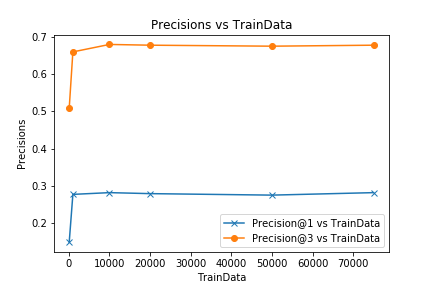 Precisions vs TrainData
0.7
0.6
0.5
0.4
0.3
0.2
Precisions
Precision@1 vs TrainData
Precision@3 vs TrainData
0 10000 20000 30000 40000 50000 60000 70000
TrainData